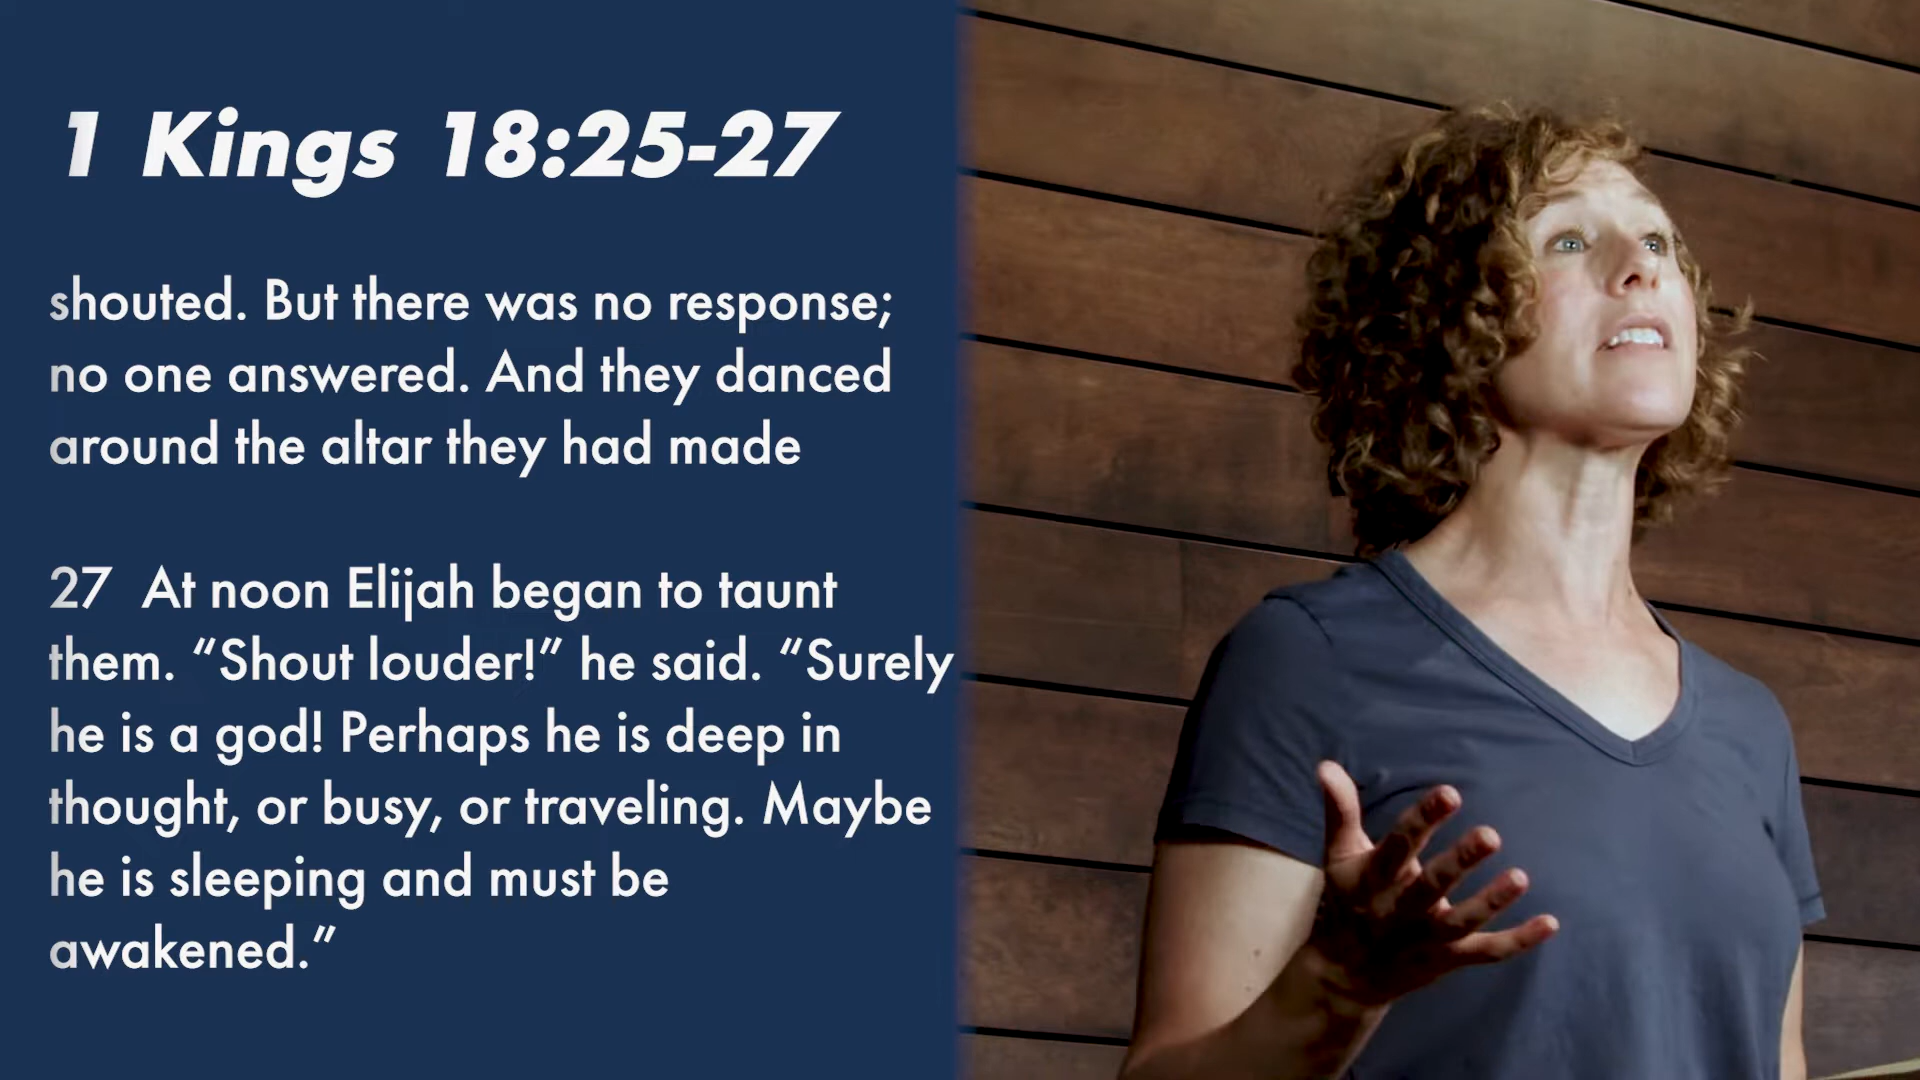 1 Kings 18:25-27
shouted. But there was no response;
no one answered. And they danced
around the altar they had made
27 At noon Elijah began to taunt
them. “Shout louder!” he said. “Surely
he is a god! Perhaps he is deep in
thought, or busy, or traveling. Maybe
he is sleeping and must be
awakened.”